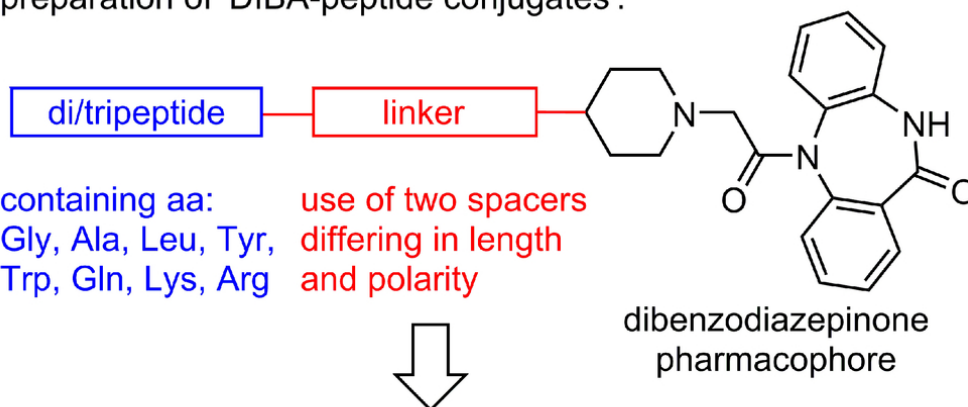 preparation of 'DIBA-peptide conjugates':
di/tripeptide
linker
N
N
NH
O
O
containing aa:
Gly, Ala, Leu, Tyr,
Trp, Gln, Lys, Arg
use of two spacers
differing in length
and polarity
dibenzodiazepinone
pharmacophore